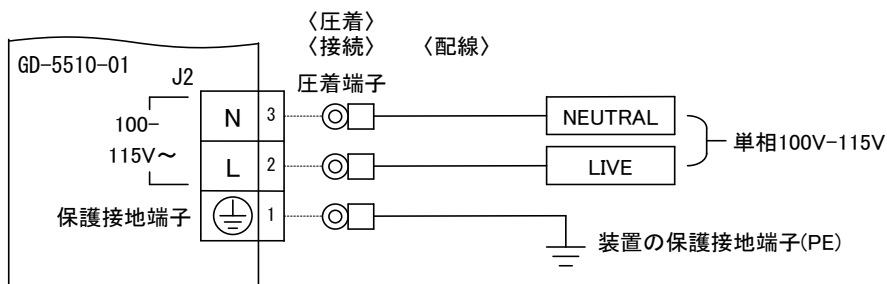 〈圧着〉
〈接続〉 〈配線〉
GD-5510-01
J2
圧着端子
100-
115V～
N 3
NEUTRAL
単相100V-115V
L 2
LIVE
保護接地端子
1
装置の保護接地端子(PE)